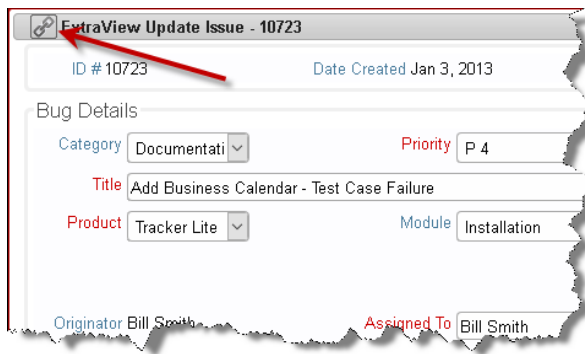 ExtraView Update Issue - 10723
ID # 10723 Date Created Jan 3, 2013
Bug Details
Category Documentati Priority P 4
Title Add Business Calendar - Test Case Failure
Product Tracker Lite Module Installation
Originator Bill Smith Assigned To Bill Smith